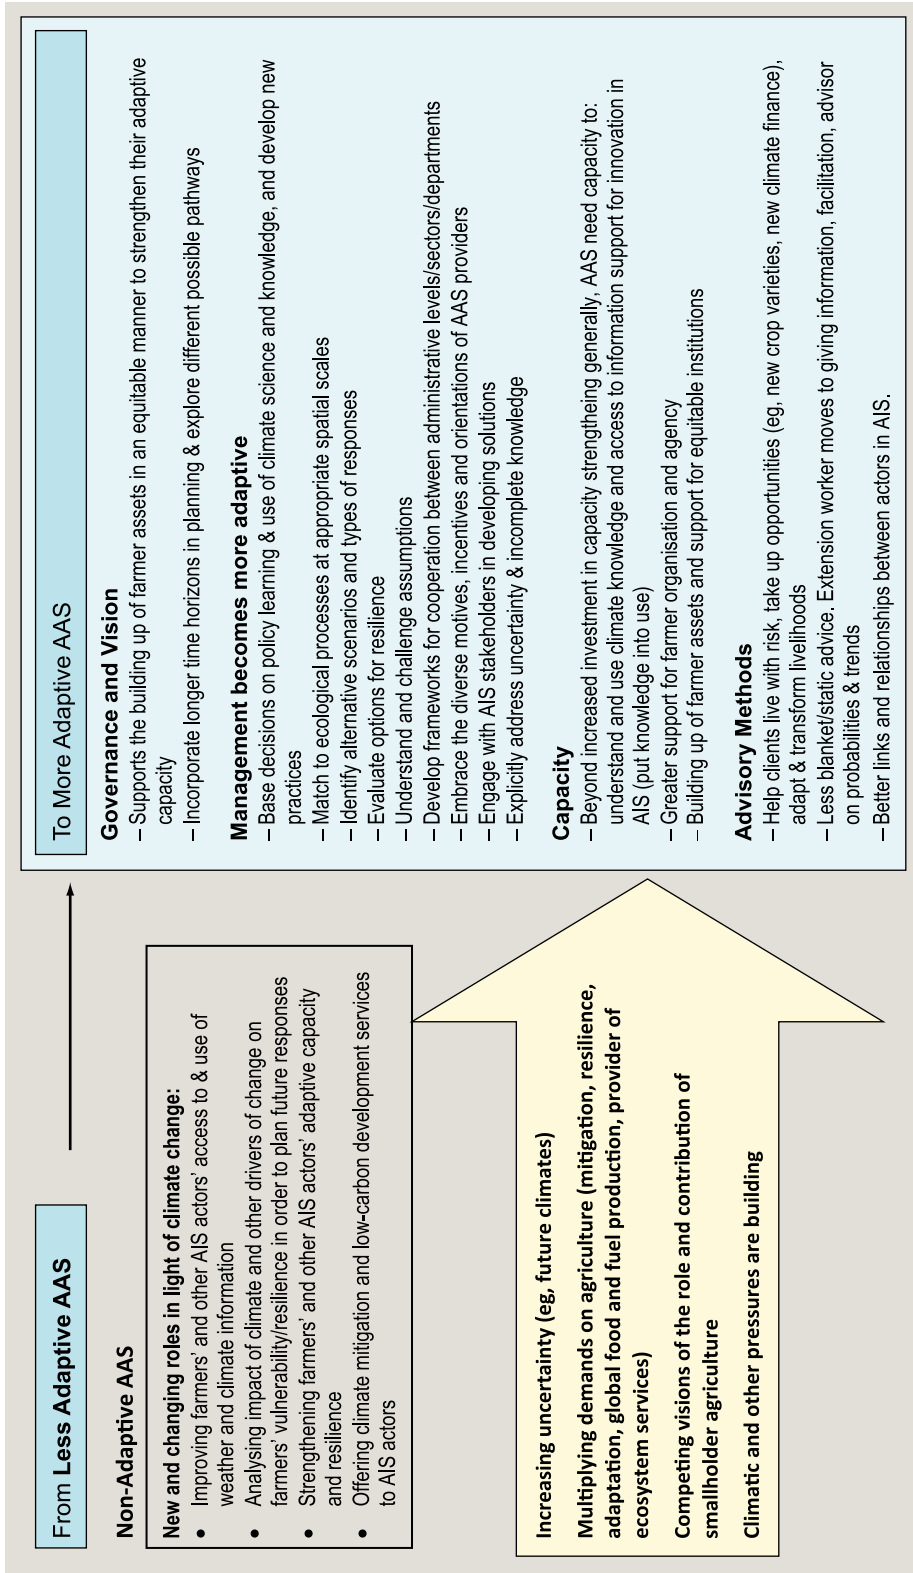 From Less Adaptive AAS
To More Adaptive AAS
Non-Adaptive AAS
New and changing roles in light of climate change:
• Improving farmers' and other AIS actors' access to & use of
weather and climate information
• Analysing impact of climate and other drivers of change on
farmers' vulnerability/resilience in order to plan future responses
• Strengthening farmers' and other AIS actors' adaptive capacity
and resilience
• Offering climate mitigation and low-carbon development services
to AIS actors
Increasing uncertainty (eg, future climates)
Multiplying demands on agriculture (mitigation, resilience,
adaptation, global food and fuel production, provider of
ecosystem services)
Competing visions of the role and contribution of
smallholder agriculture
Climatic and other pressures are building
Governance and Vision
– Supports the building up of farmer assets in an equitable manner to strengthen their adaptive
capacity
– Incorporate longer time horizons in planning & explore different possible pathways
Management becomes more adaptive
– Base decisions on policy learning & use of climate science and knowledge, and develop new
practices
– Match to ecological processes at appropriate spatial scales
– Identify alternative scenarios and types of responses
– Evaluate options for resilience
– Understand and challenge assumptions
– Develop frameworks for cooperation between administrative levels/sectors/departments
– Embrace the diverse motives, incentives and orientations of AAS providers
– Engage with AIS stakeholders in developing solutions
– Explicitly address uncertainty & incomplete knowledge
Capacity
– Beyond increased investment in capacity strengtheing generally, AAS need capacity to:
understand and use climate knowledge and access to information support for innovation in
AIS (put knowledge into use)
– Greater support for farmer organisation and agency
– Building up of farmer assets and support for equitable institutions
Advisory Methods
– Help clients live with risk, take up opportunities (eg, new crop varieties, new climate finance),
adapt & transform livelihoods
– Less blanket/static advice. Extension worker moves to giving information, facilitation, advisor
on probabilities & trends
– Better links and relationships between actors in AIS.